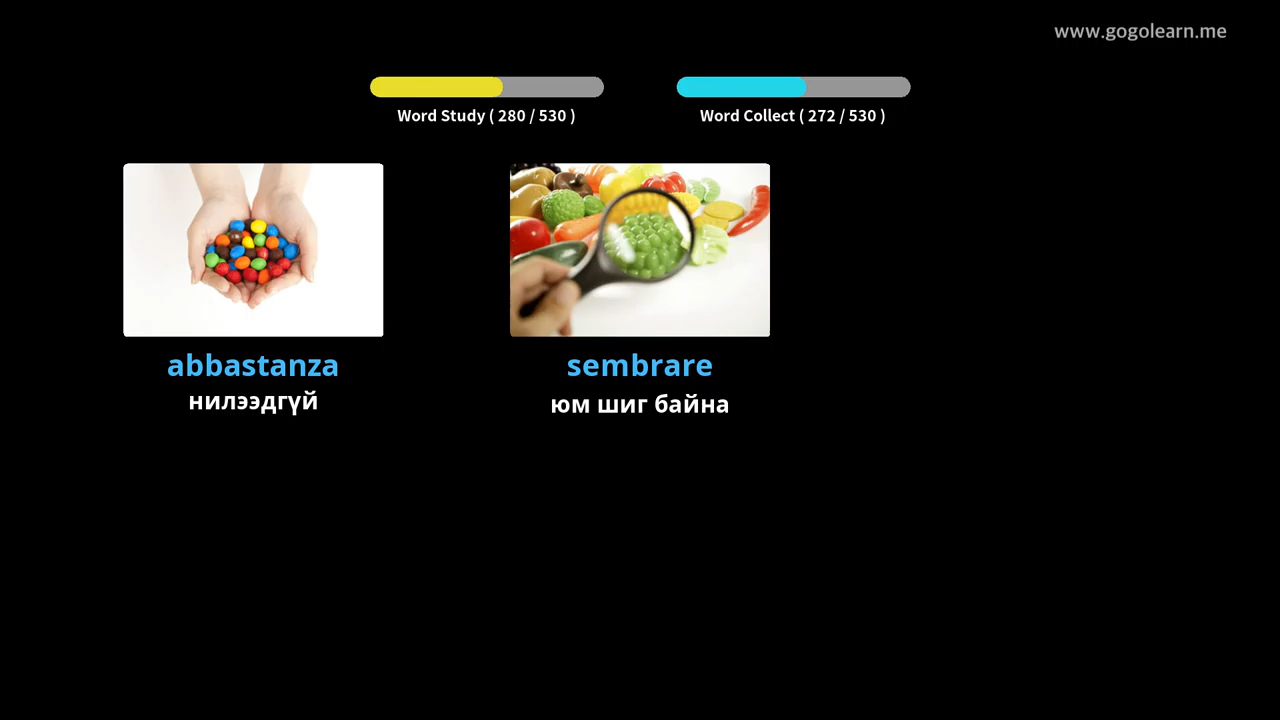 www.gogolearn.me
Word Study ( 280 / 530 )
Word Collect ( 272 / 530 )
abbastanza
нилээдгүй
sembrare
юм шиг байна